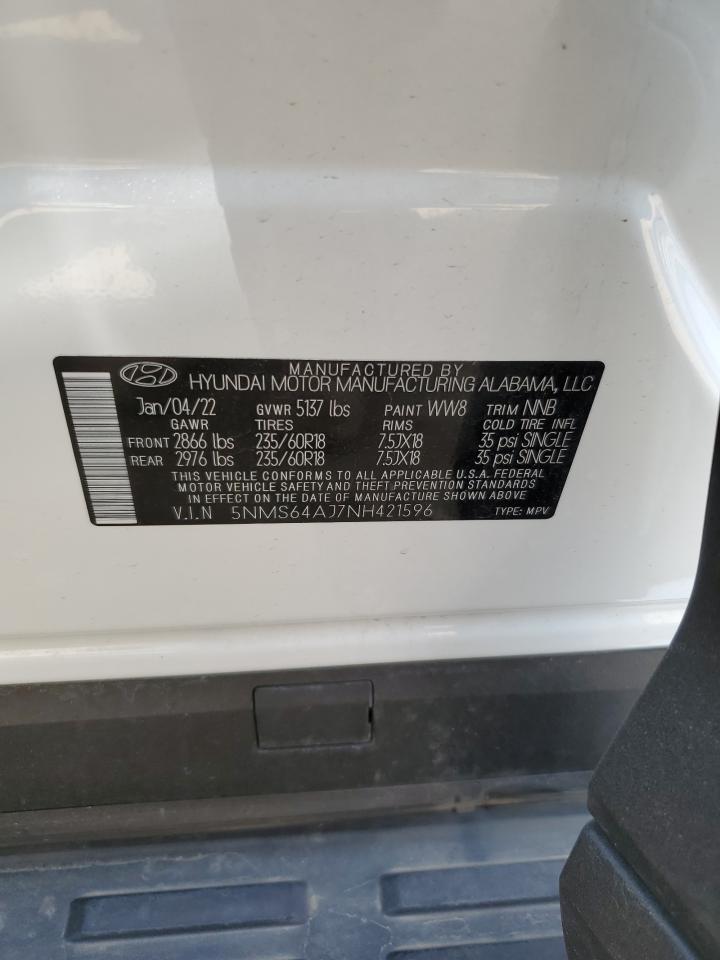 MANUFACTURED BY
HYUNDAI MOTOR MANUFACTURING ALABAMA, LLC
Jan/04/22 GVWR 5137 lbs PAINT WW8 TRIM NNB
GAWR TIRES RIMS COLD TIRE INFL
FRONT 2866 lbs 235/60R18 7.5JX18 35 psi SINGLE
REAR 2976 lbs 235/60R18 7.5JX18 35 psi SINGLE
THIS VEHICLE CONFORMS TO ALL APPLICABLE U.S.A. FEDERAL
MOTOR VEHICLE SAFETY AND THEFT PREVENTION STANDARDS
IN EFFECT ON THE DATE OF MANUFACTURE SHOWN ABOVE
V.I.N 5NMS64AJ7NH421596 TYPE: MPV